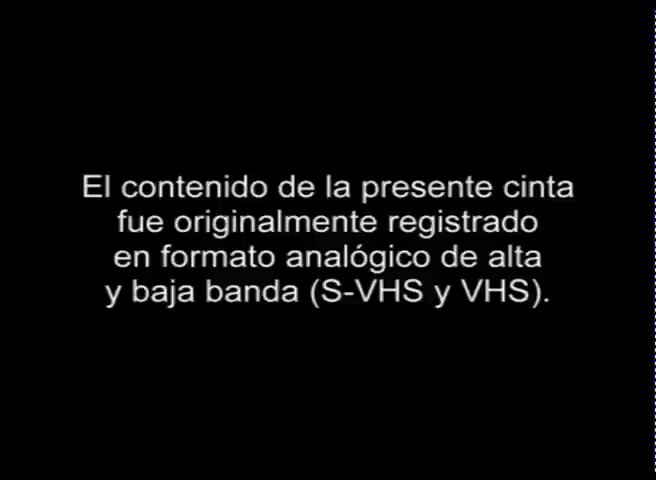 El contenido de la presente cinta
fue originalmente registrado
en formato analógico de alta
y baja banda (S-VHS y VHS).